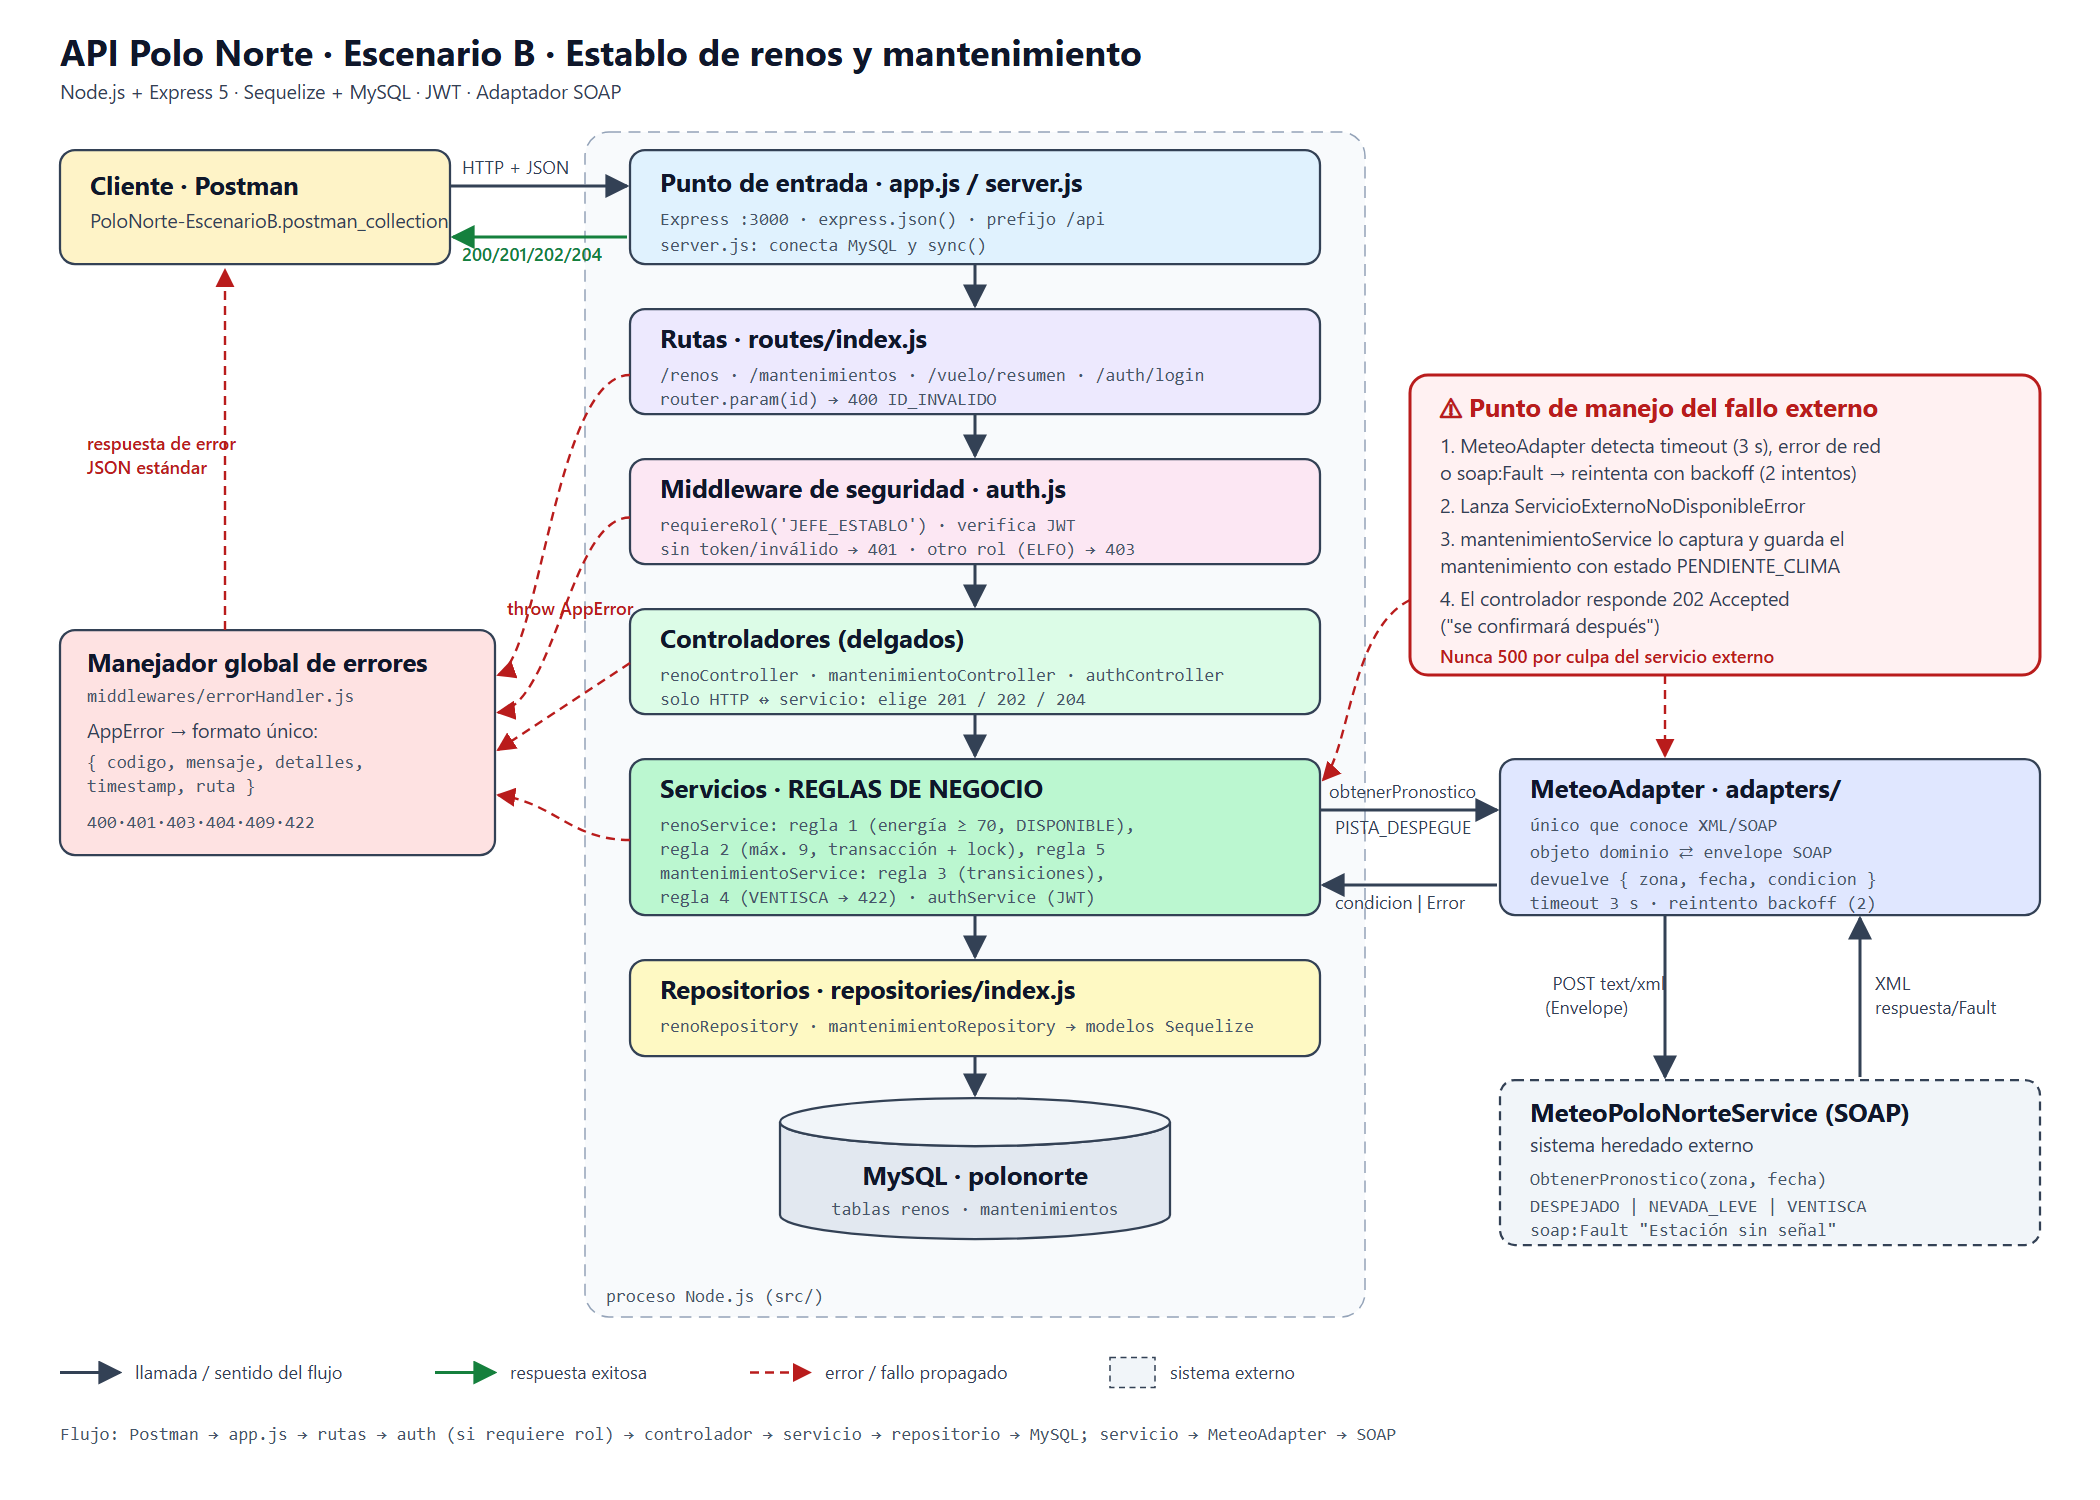 API Polo Norte · Escenario B · Establo de renos y mantenimiento
Node.js + Express 5 · Sequelize + MySQL · JWT · Adaptador SOAP
Cliente · Postman
PoloNorte-EscenarioB.postman_collection
HTTP + JSON
200/201/202/204
Punto de entrada · app.js / server.js
Express :3000 · express.json() · prefijo /api
server.js: conecta MySQL y sync()
Rutas · routes/index.js
/renos · /mantenimientos · /vuelo/resumen · /auth/login
router.param(id) → 400 ID_INVALIDO
Middleware de seguridad · auth.js
requiereRol('JEFE_ESTABLO') · verifica JWT
sin token/inválido → 401 · otro rol (ELFO) → 403
respuesta de error
JSON estándar
throw AppError
Controladores (delgados)
renoController · mantenimientoController · authController
solo HTTP ↔ servicio: elige 201 / 202 / 204
Manejador global de errores
middlewares/errorHandler.js
AppError → formato único:
{ codigo, mensaje, detalles,
timestamp, ruta }
400·401·403·404·409·422
⚠ Punto de manejo del fallo externo
1. MeteoAdapter detecta timeout (3 s), error de red
o soap:Fault → reintenta con backoff (2 intentos)
2. Lanza ServicioExternoNoDisponibleError
3. mantenimientoService lo captura y guarda el
mantenimiento con estado PENDIENTE_CLIMA
4. El controlador responde 202 Accepted
("se confirmará después")
Nunca 500 por culpa del servicio externo
Servicios · REGLAS DE NEGOCIO
renoService: regla 1 (energía ≥ 70, DISPONIBLE),
regla 2 (máx. 9, transacción + lock), regla 5
mantenimientoService: regla 3 (transiciones),
regla 4 (VENTISCA → 422) · authService (JWT)
obtenerPronostico
PISTA_DESPEGUE
condicion | Error
MeteoAdapter · adapters/
único que conoce XML/SOAP
objeto dominio ⇄ envelope SOAP
devuelve { zona, fecha, condicion }
timeout 3 s · reintento backoff (2)
Repositorios · repositories/index.js
renoRepository · mantenimientoRepository → modelos Sequelize
POST text/xml
(Envelope)
XML
respuesta/Fault
MySQL · polonorte
tablas renos · mantenimientos
MeteoPoloNorteService (SOAP)
sistema heredado externo
ObtenerPronostico(zona, fecha)
DESPEJADO | NEVADA_LEVE | VENTISCA
soap:Fault "Estación sin señal"
proceso Node.js (src/)
llamada / sentido del flujo
respuesta exitosa
error / fallo propagado
sistema externo
Flujo: Postman → app.js → rutas → auth (si requiere rol) → controlador → servicio → repositorio → MySQL; servicio → MeteoAdapter → SOAP